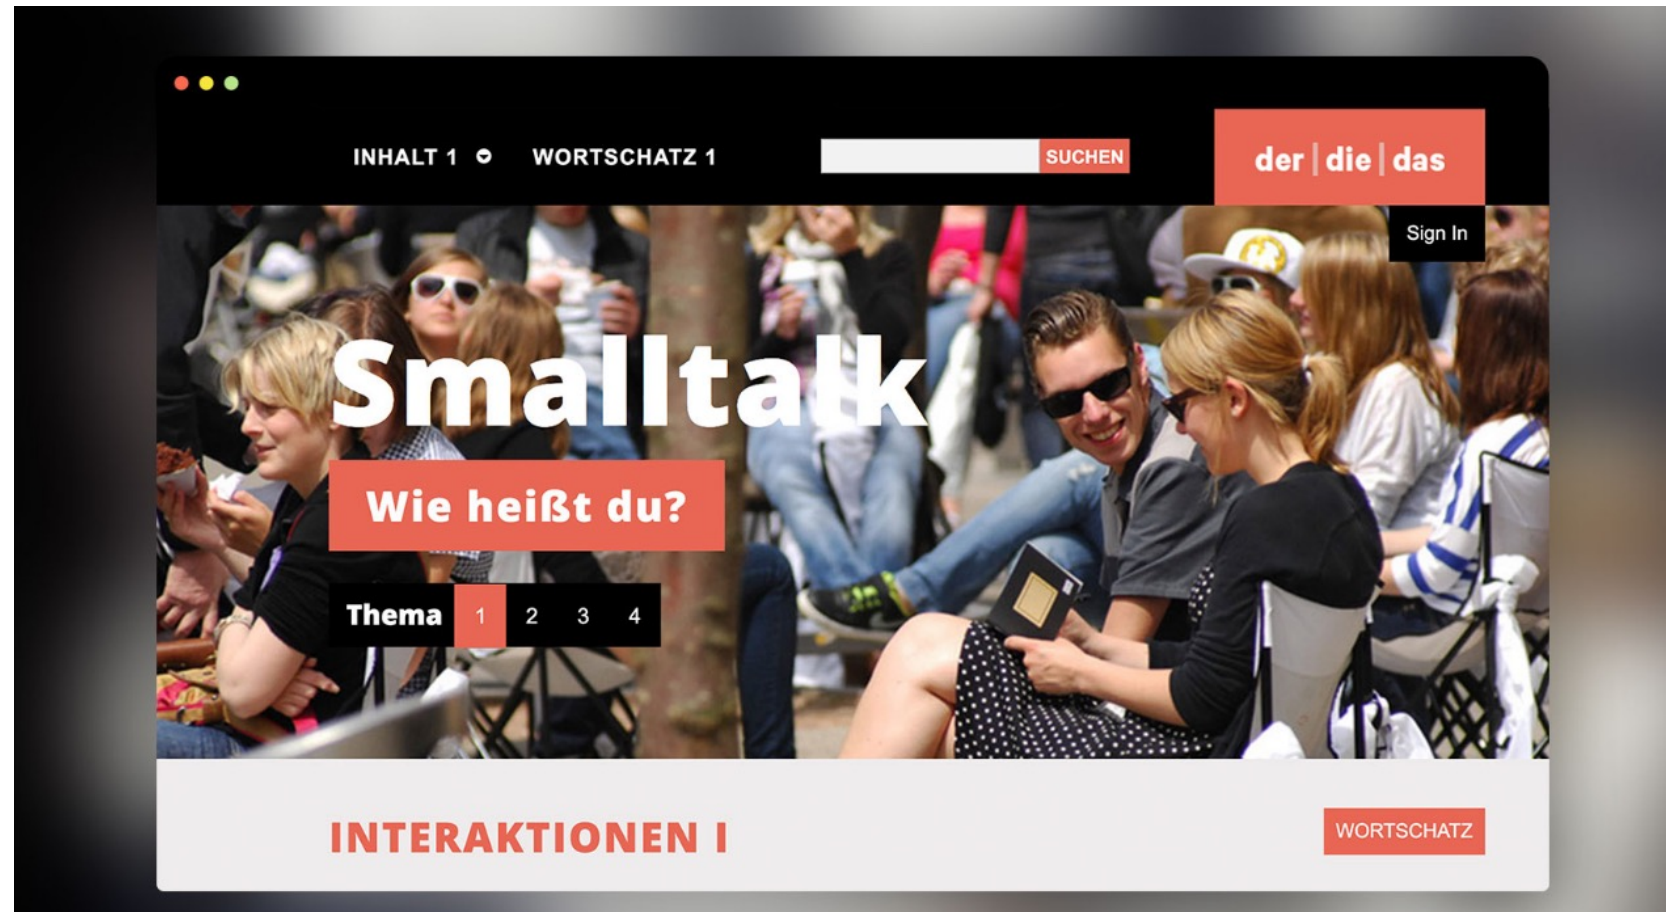 INHALT 1 WORTSCHATZ 1 SUCHEN der|die|das
Sign In
Smalltalk
Wie heißt du?
Thema 1 2 3 4
INTERAKTIONEN I WORTSCHATZ